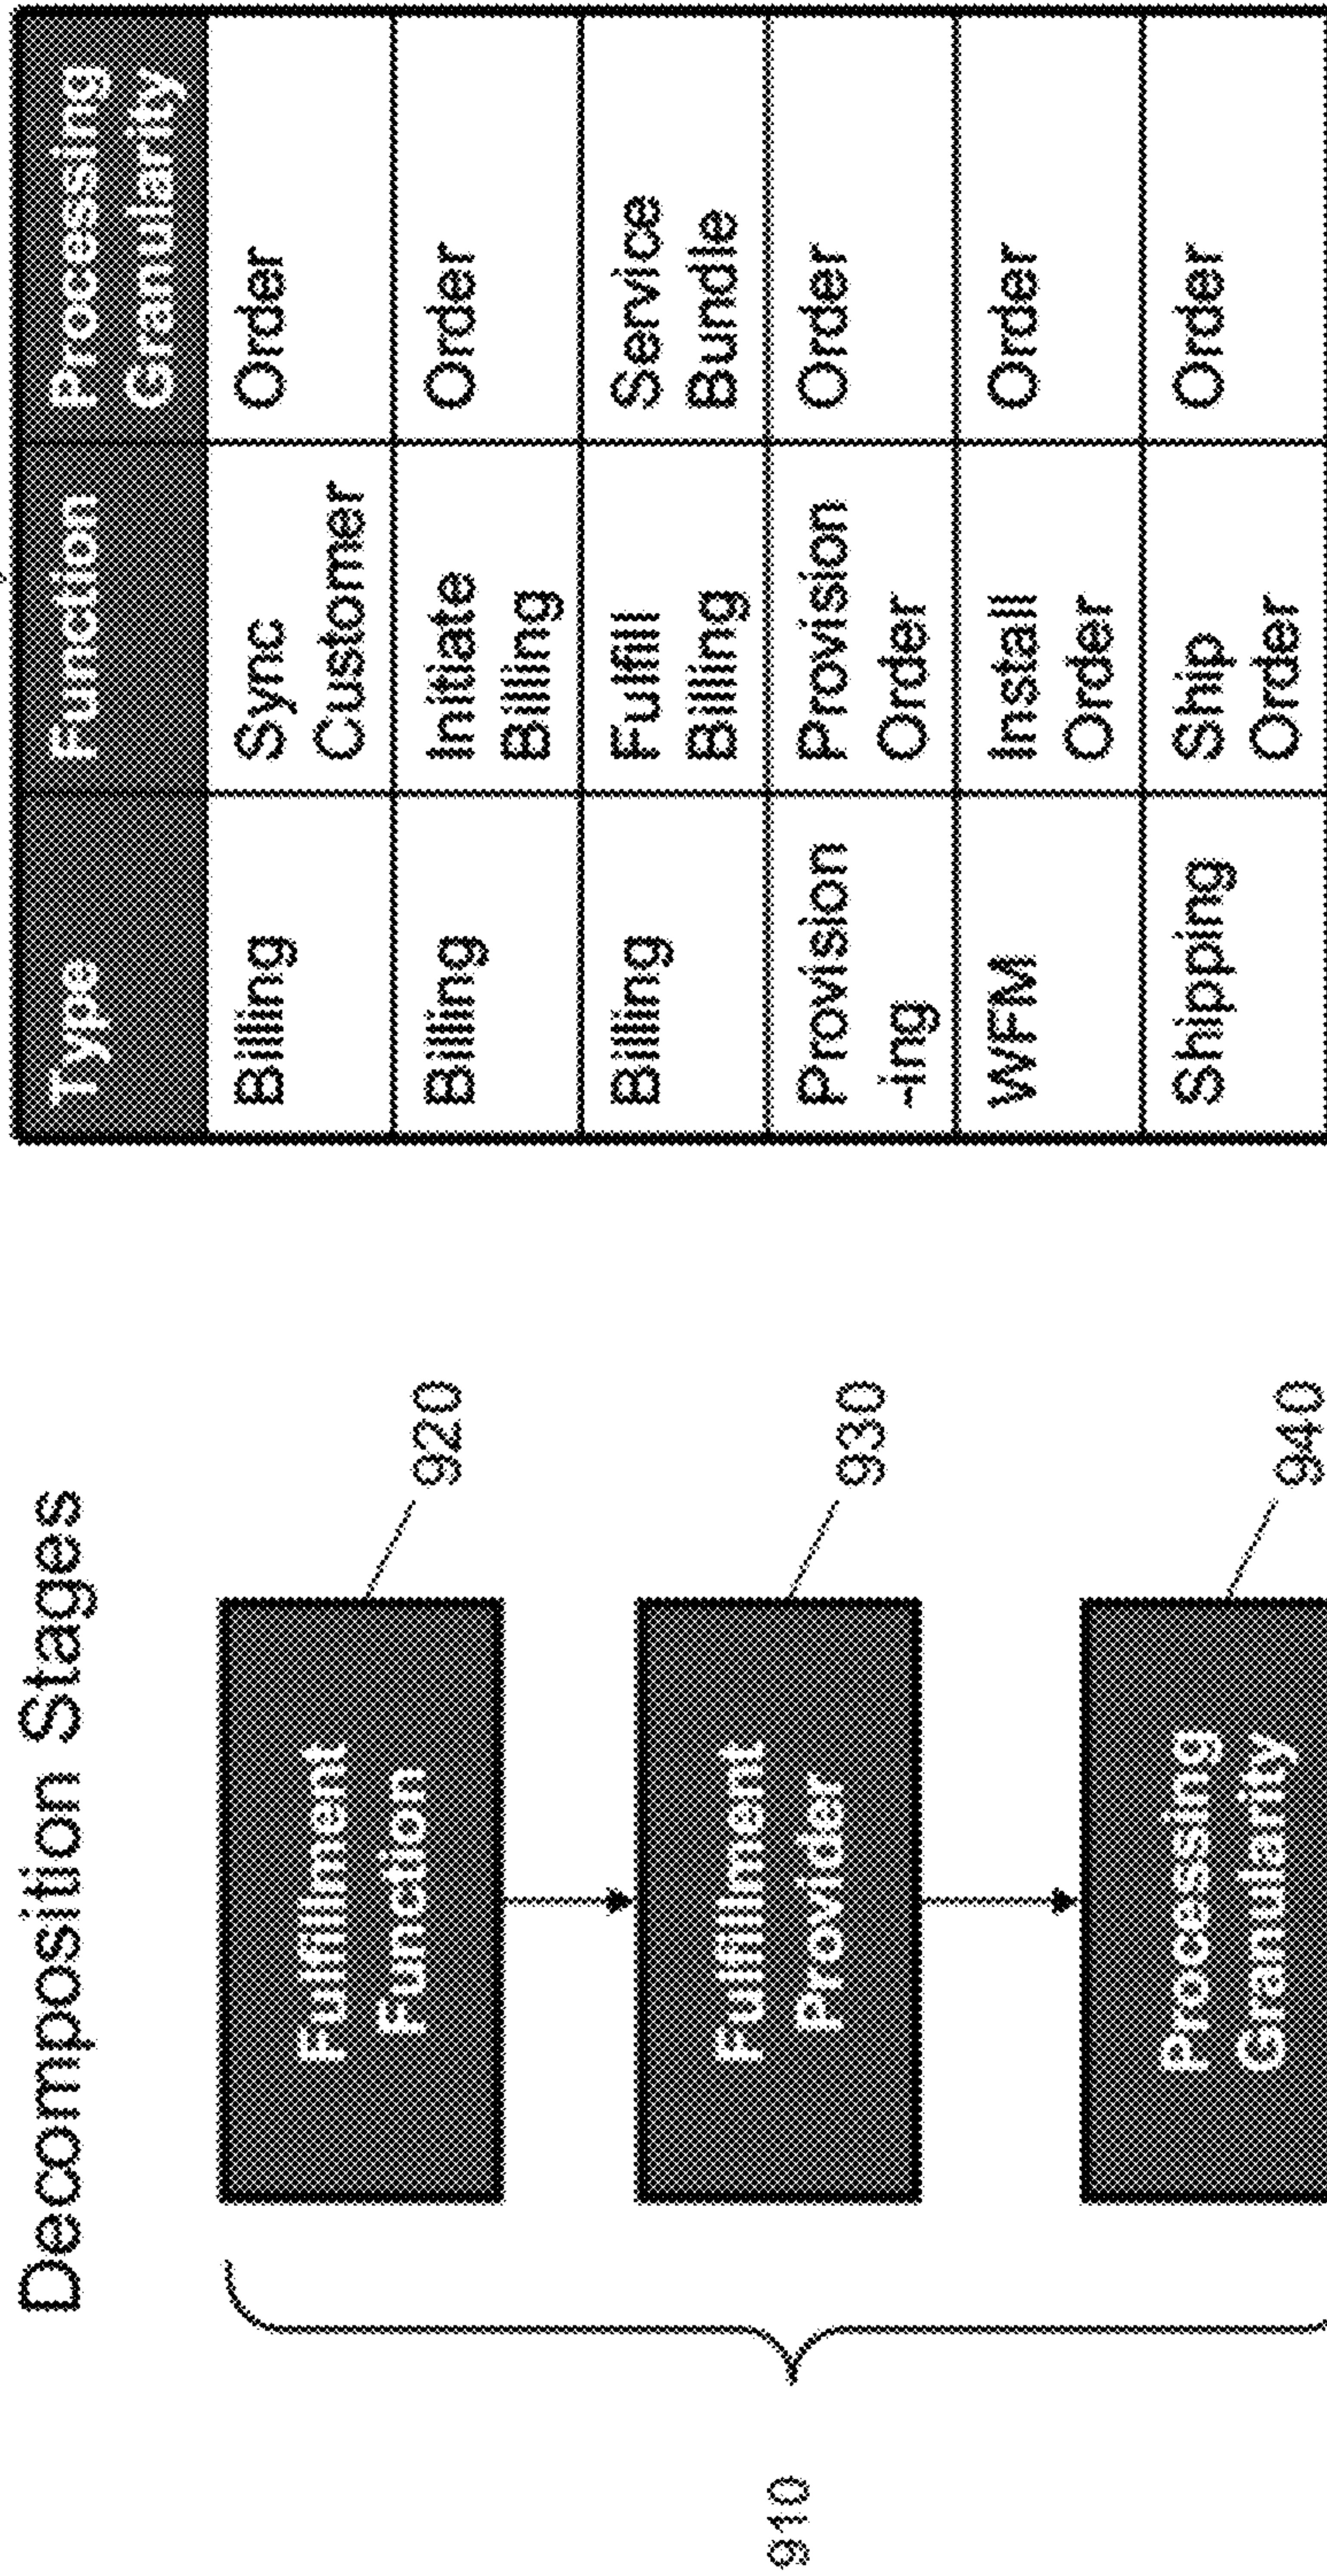 Decomposition Stages
910
Fulfillment
Function
920
Fulfillment
Provider
930
Processing
Granularity
940
Type
Function
Processing
Granularity
Billing
Sync
Customer
Order
Billing
Initiate
Billing
Order
Billing
Fulfill
Billing
Service
Bundle
Provision
-ing
Provision
Order
Order
WFM
Install
Order
Order
Shipping
Ship
Order
Order